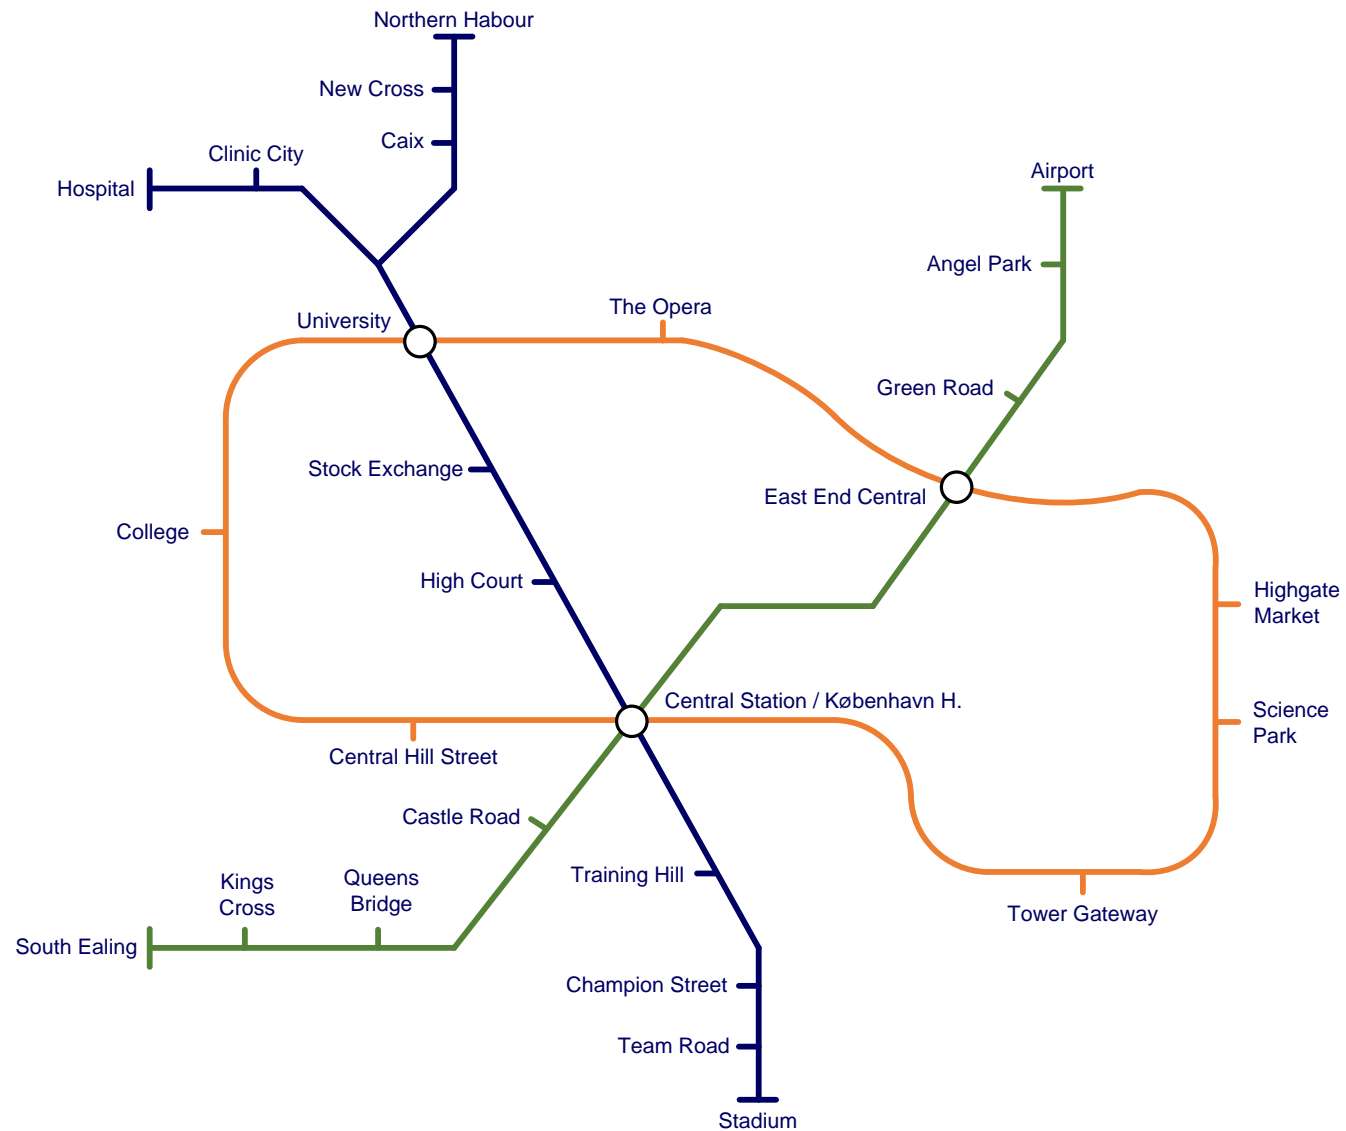 Northern Habour
New Cross
Caix
Clinic City
Hospital
Airport
Angel Park
The Opera
University
Green Road
Stock Exchange
East End Central
College
High Court
Highgate
Market
Central Station / København H.
Science
Park
Central Hill Street
Castle Road
Training Hill
Queens
Bridge
Kings
Cross
Tower Gateway
South Ealing
Champion Street
Team Road
Stadium